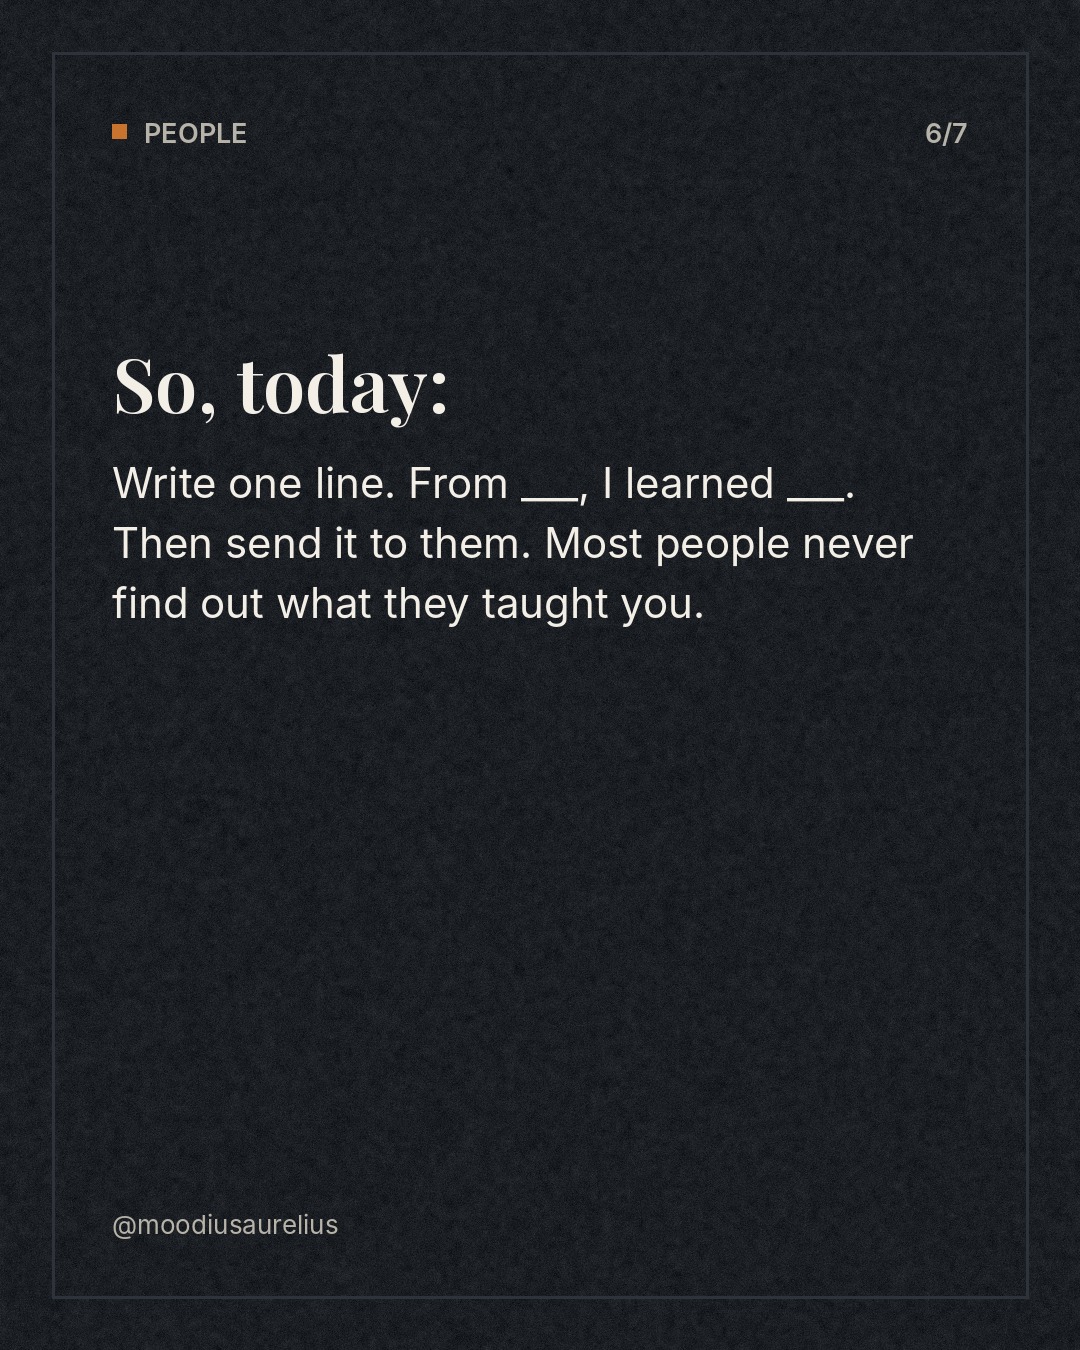 PEOPLE
6/7
So, today:
Write one line. From ___, I learned ___.
Then send it to them. Most people never
find out what they taught you.
@moodiusaurelius